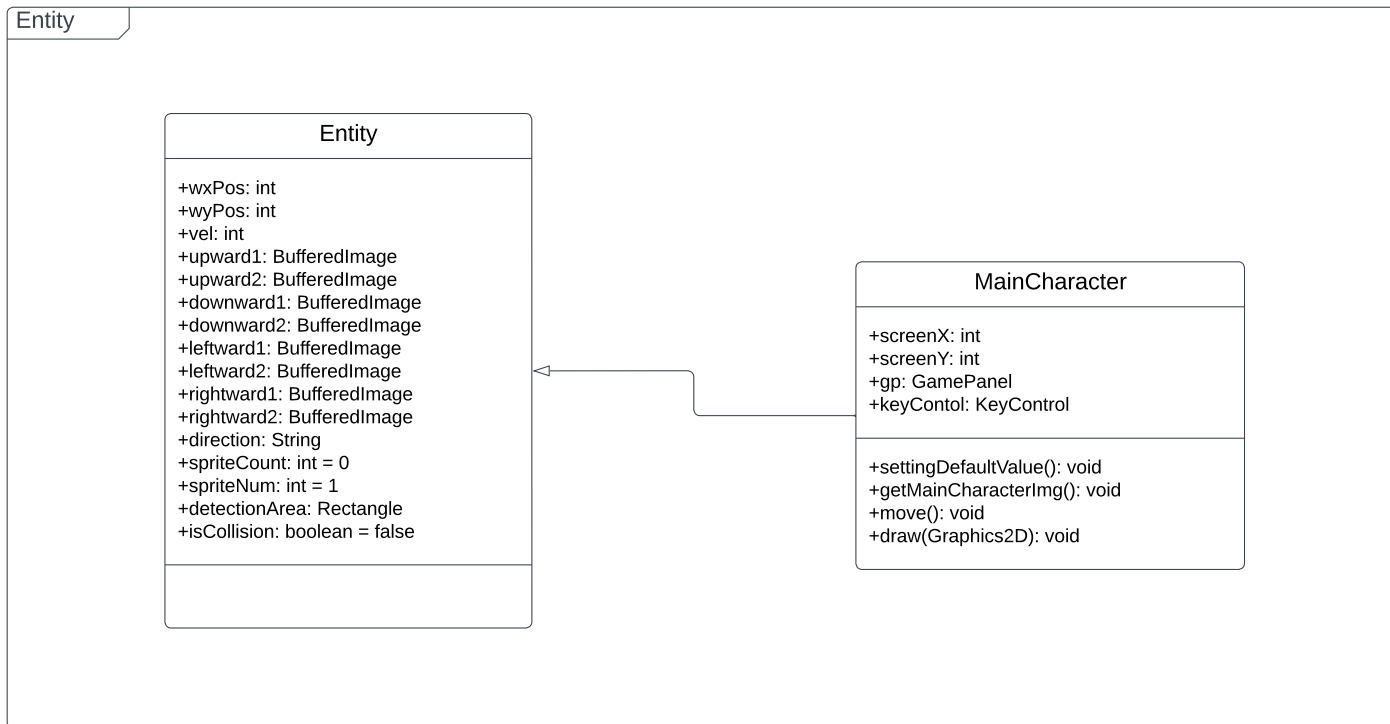 Entity
Entity
+wxPos: int
+wyPos: int
+vel: int
+upward1: BufferedImage
+upward2: BufferedImage
+downward1: BufferedImage
+downward2: BufferedImage
+leftward1: BufferedImage
+leftward2: BufferedImage
+rightward1: BufferedImage
+rightward2: BufferedImage
+direction: String
+spriteCount: int = 0
+spriteNum: int = 1
+detectionArea: Rectangle
+isCollision: boolean = false
MainCharacter
+screenX: int
+screenY: int
+gp: GamePanel
+keyContol: KeyControl
+settingDefaultValue(): void
+getMainCharacterImg(): void
+move(): void
+draw(Graphics2D): void